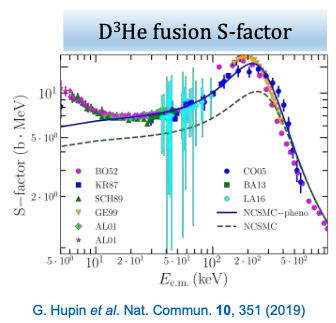 D³He fusion S-factor
S-factor (b · MeV)
10¹
5·10⁰
2·10⁰
BO52
KR87
SCH89
GE99
AL01
AL01
CO05
BA13
LA16
NCSMC-pheno
NCSMC
5·10⁰ 10¹ 2·10¹ 5·10¹ 10² 2·10² 5·10²
E c.m. (keV)
G. Hupin et al. Nat. Commun. 10, 351 (2019)